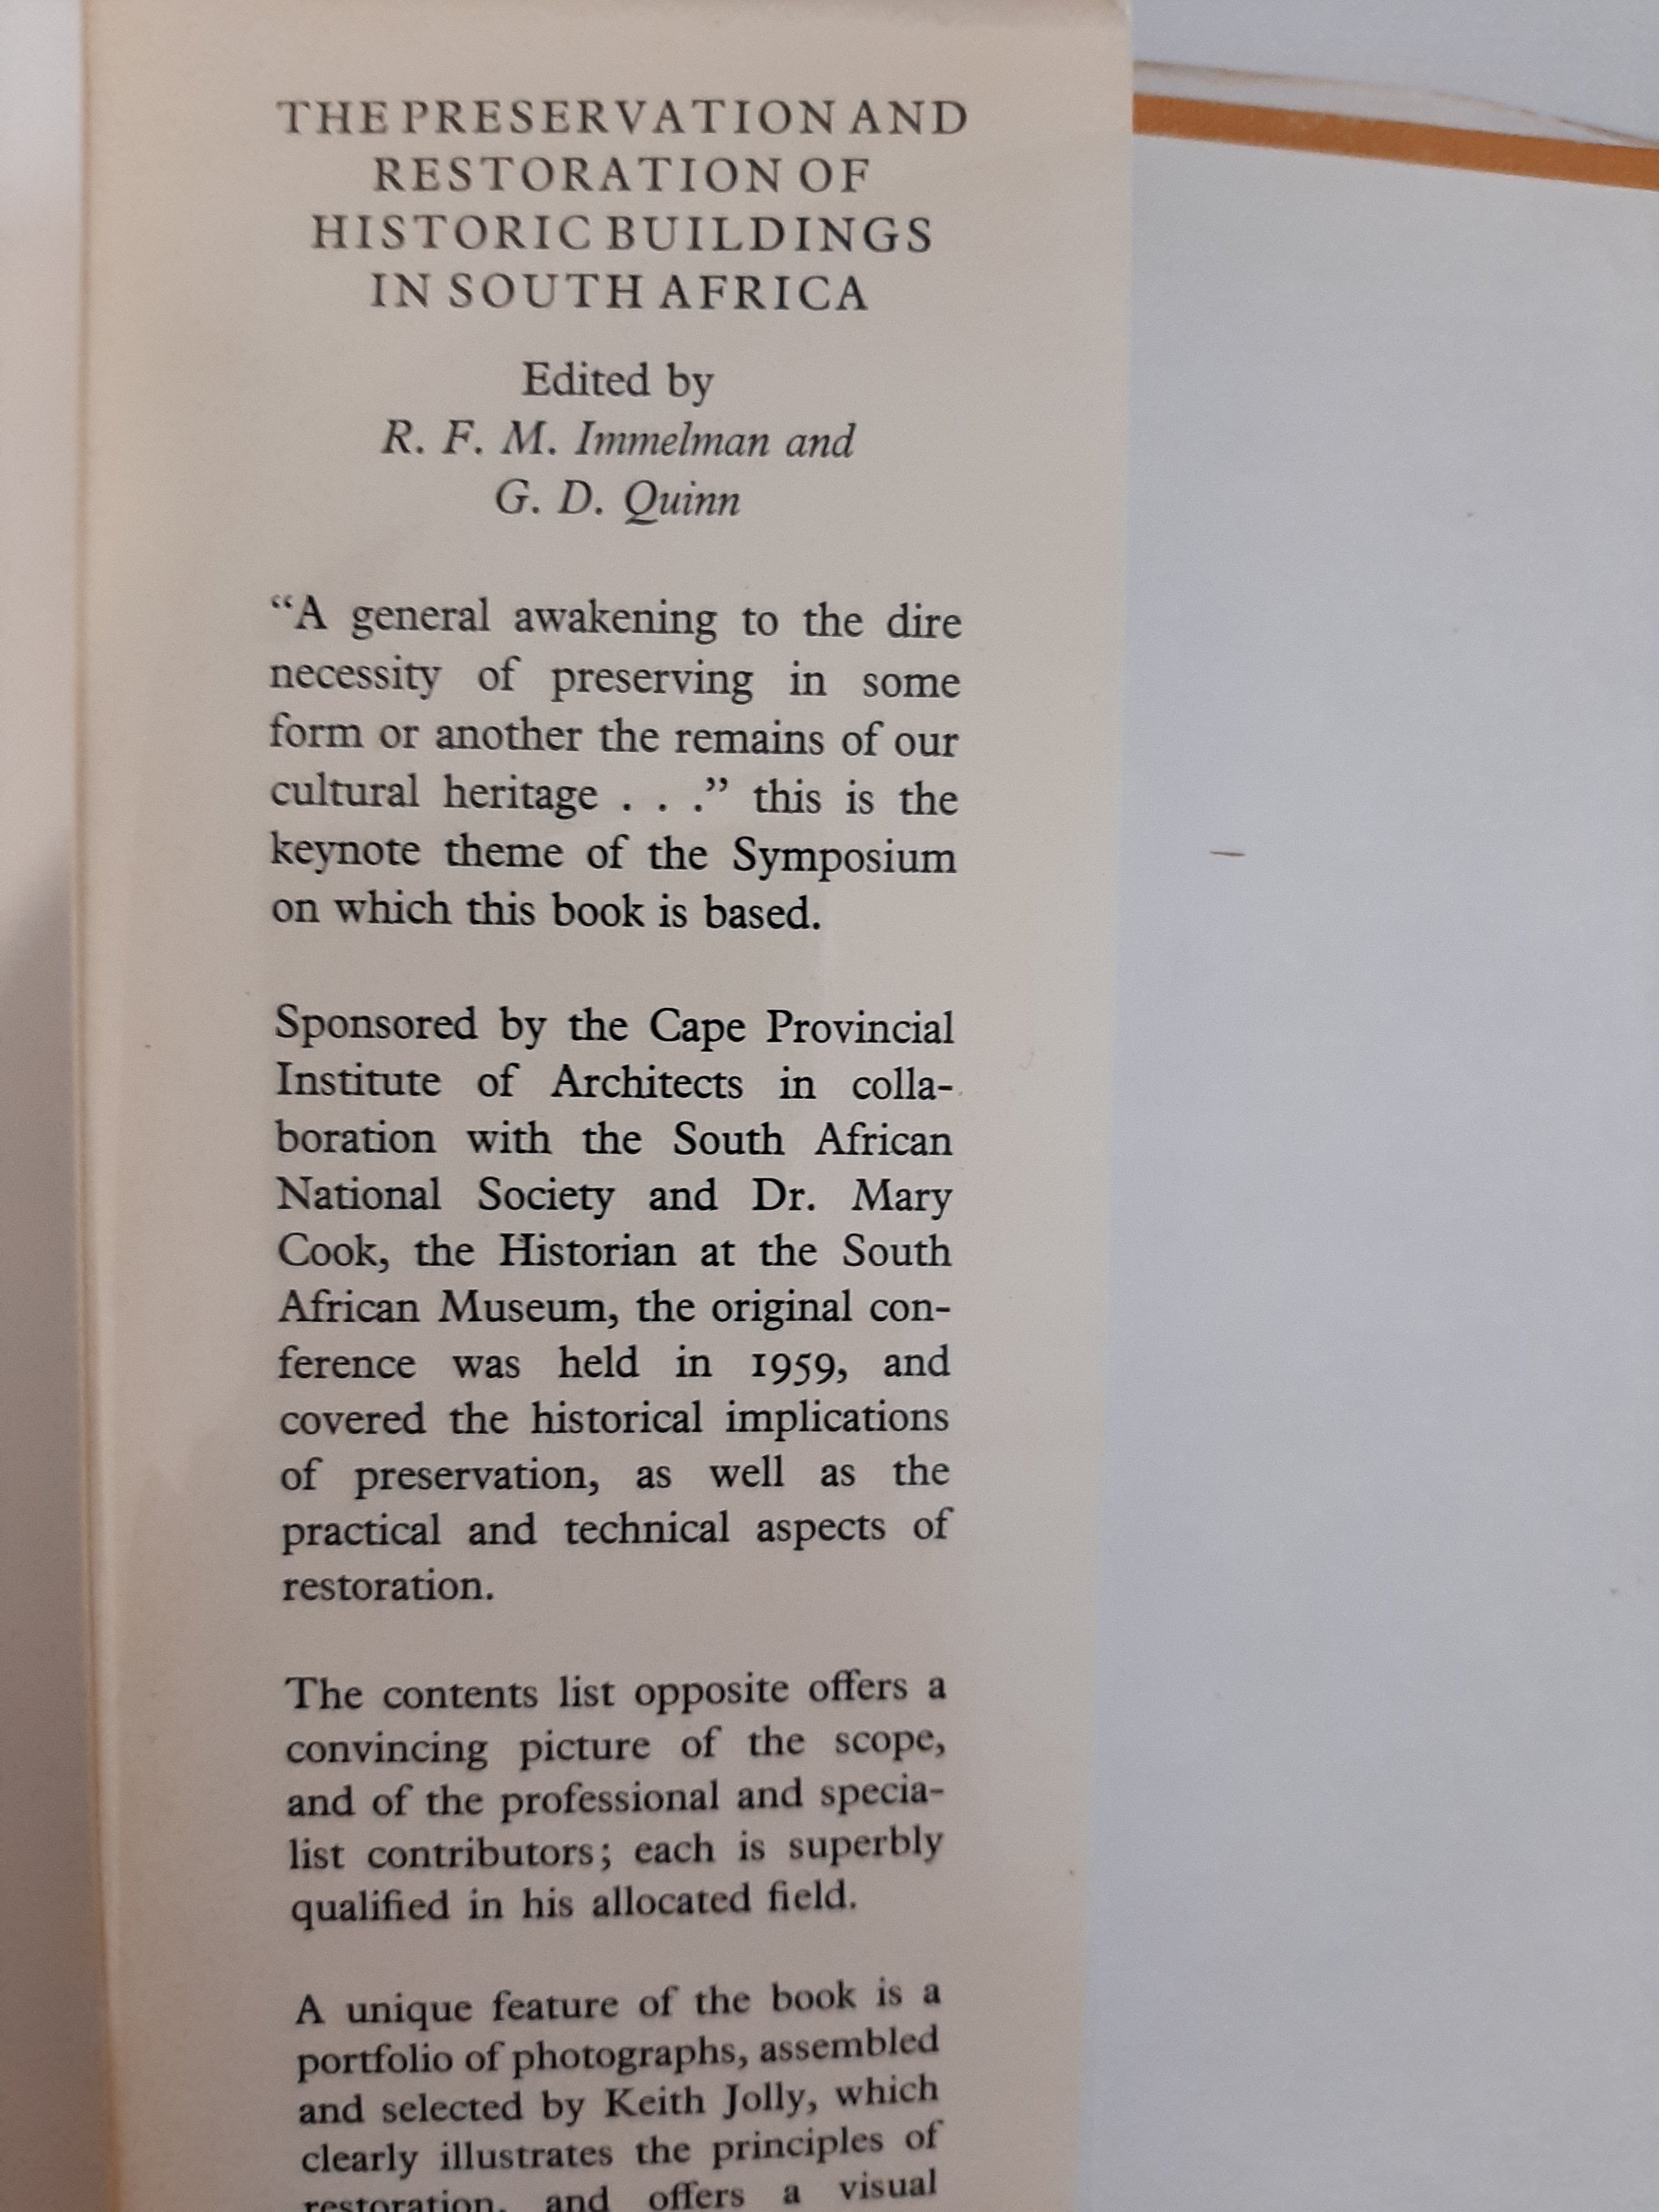 THE PRESERVATION AND
RESTORATION OF
HISTORIC BUILDINGS
IN SOUTH AFRICA
Edited by
R. F. M. Immelman and
G. D. Quinn
“A general awakening to the dire
necessity of preserving in some
form or another the remains of our
cultural heritage . . .” this is the
keynote theme of the Symposium
on which this book is based.
Sponsored by the Cape Provincial
Institute of Architects in colla-
boration with the South African
National Society and Dr. Mary
Cook, the Historian at the South
African Museum, the original con-
ference was held in 1959, and
covered the historical implications
of preservation, as well as the
practical and technical aspects of
restoration.
The contents list opposite offers a
convincing picture of the scope,
and of the professional and specia-
list contributors; each is superbly
qualified in his allocated field.
A unique feature of the book is a
portfolio of photographs, assembled
and selected by Keith Jolly, which
clearly illustrates the principles of
restoration, and offers a visual